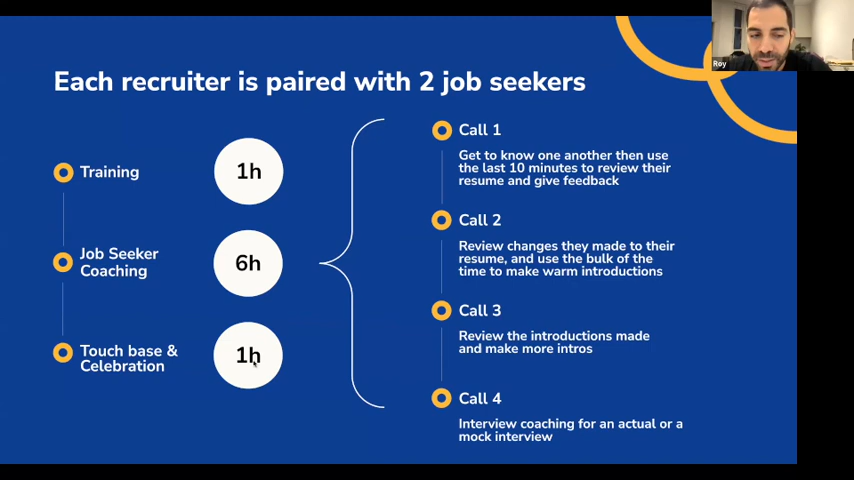 Roy
Each recruiter is paired with 2 job seekers
Training
1h
Job Seeker
Coaching
6h
Touch base &
Celebration
1h
Call 1
Get to know one another then use
the last 10 minutes to review their
resume and give feedback
Call 2
Review changes they made to their
resume, and use the bulk of the
time to make warm introductions
Call 3
Review the introductions made
and make more intros
Call 4
Interview coaching for an actual or a
mock interview